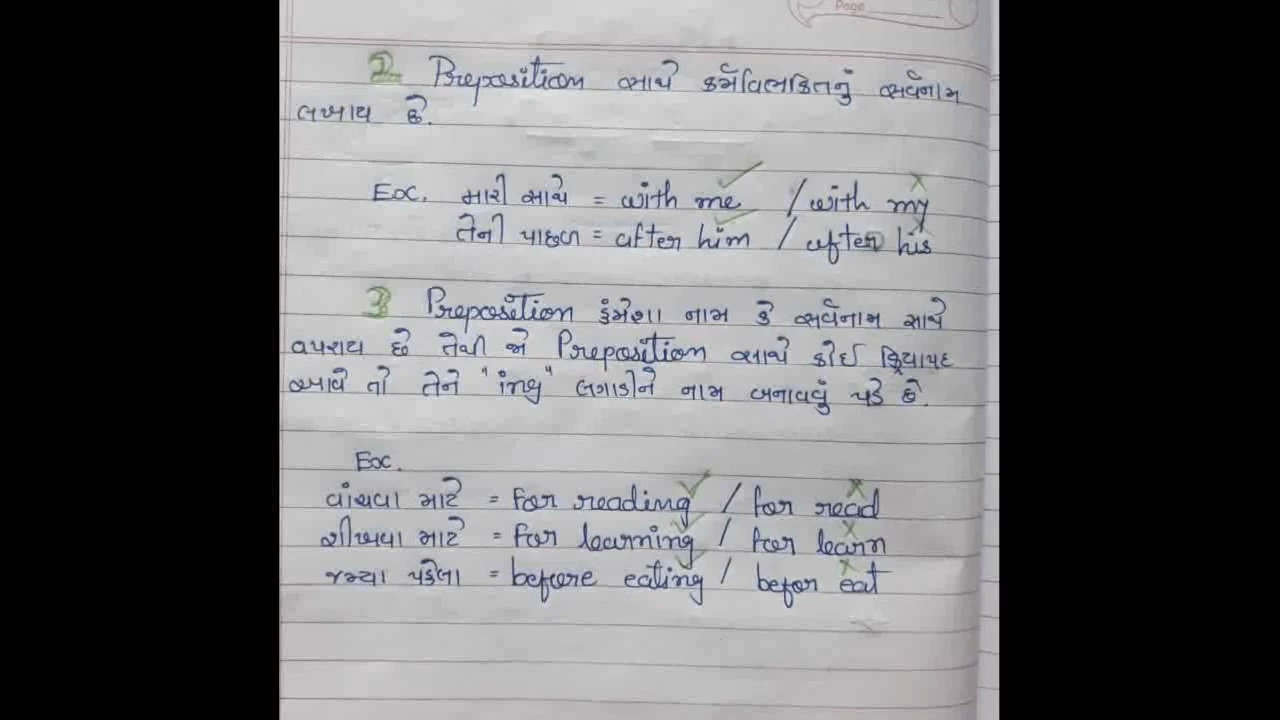 Page
2. Preposition સાથે કર્મવિભક્તિનું સર્વનામ
લખાય છે.
Ex. મારી સાથે = with me ✓ / with my ×
તેની પાછળ = after him ✓ / after his ×
3 Preposition હંમેશા નામ કે સર્વનામ સાથે
વપરાય છે તેથી જો Preposition સાથે કોઈ ક્રિયાપદ
આવે તો તેને "ing" લગાડીને નામ બનાવવું પડે છે.
Ex.
વાંચવા માટે = for reading ✓ / for read ×
શીખવા માટે = for learning ✓ / for learn ×
જમ્યા પહેલા = before eating ✓ / befor eat ×